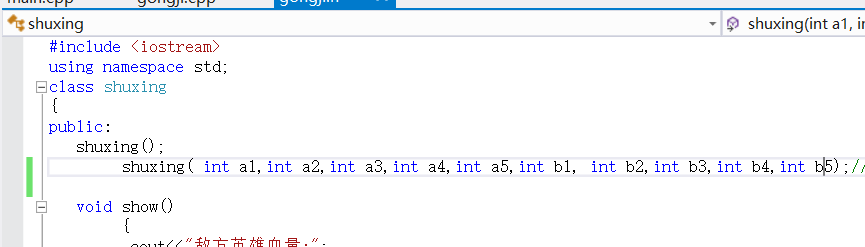 main.cpp gongji.cpp
shuxing shuxing(int a1, in
#include <iostream>
using namespace std;
class shuxing
{
public:
shuxing();
shuxing( int a1,int a2,int a3,int a4,int a5,int b1, int b2,int b3,int b4,int b5);//
void show()
{
cout<<"敌方英雄血量:";